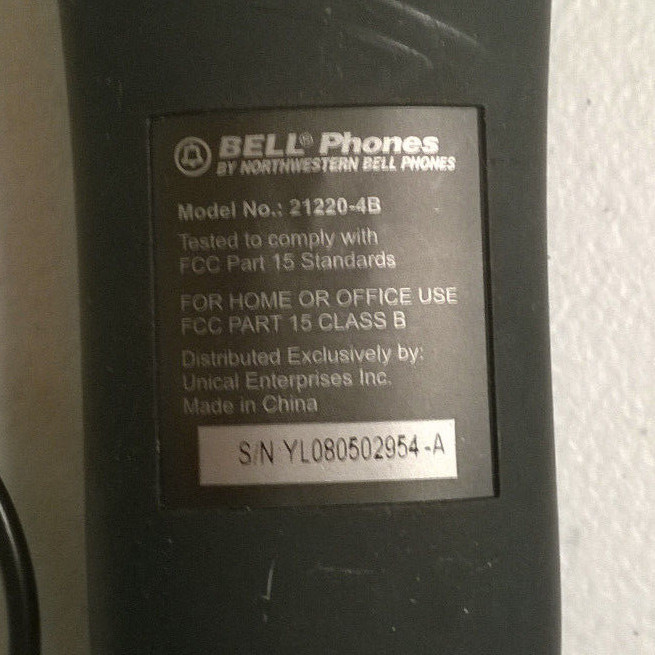 BELL® Phones
BY NORTHWESTERN BELL PHONES
Model No.: 21220-4B
Tested to comply with
FCC Part 15 Standards
FOR HOME OR OFFICE USE
FCC PART 15 CLASS B
Distributed Exclusively by:
Unical Enterprises Inc.
Made in China
S/N YL080502954-A